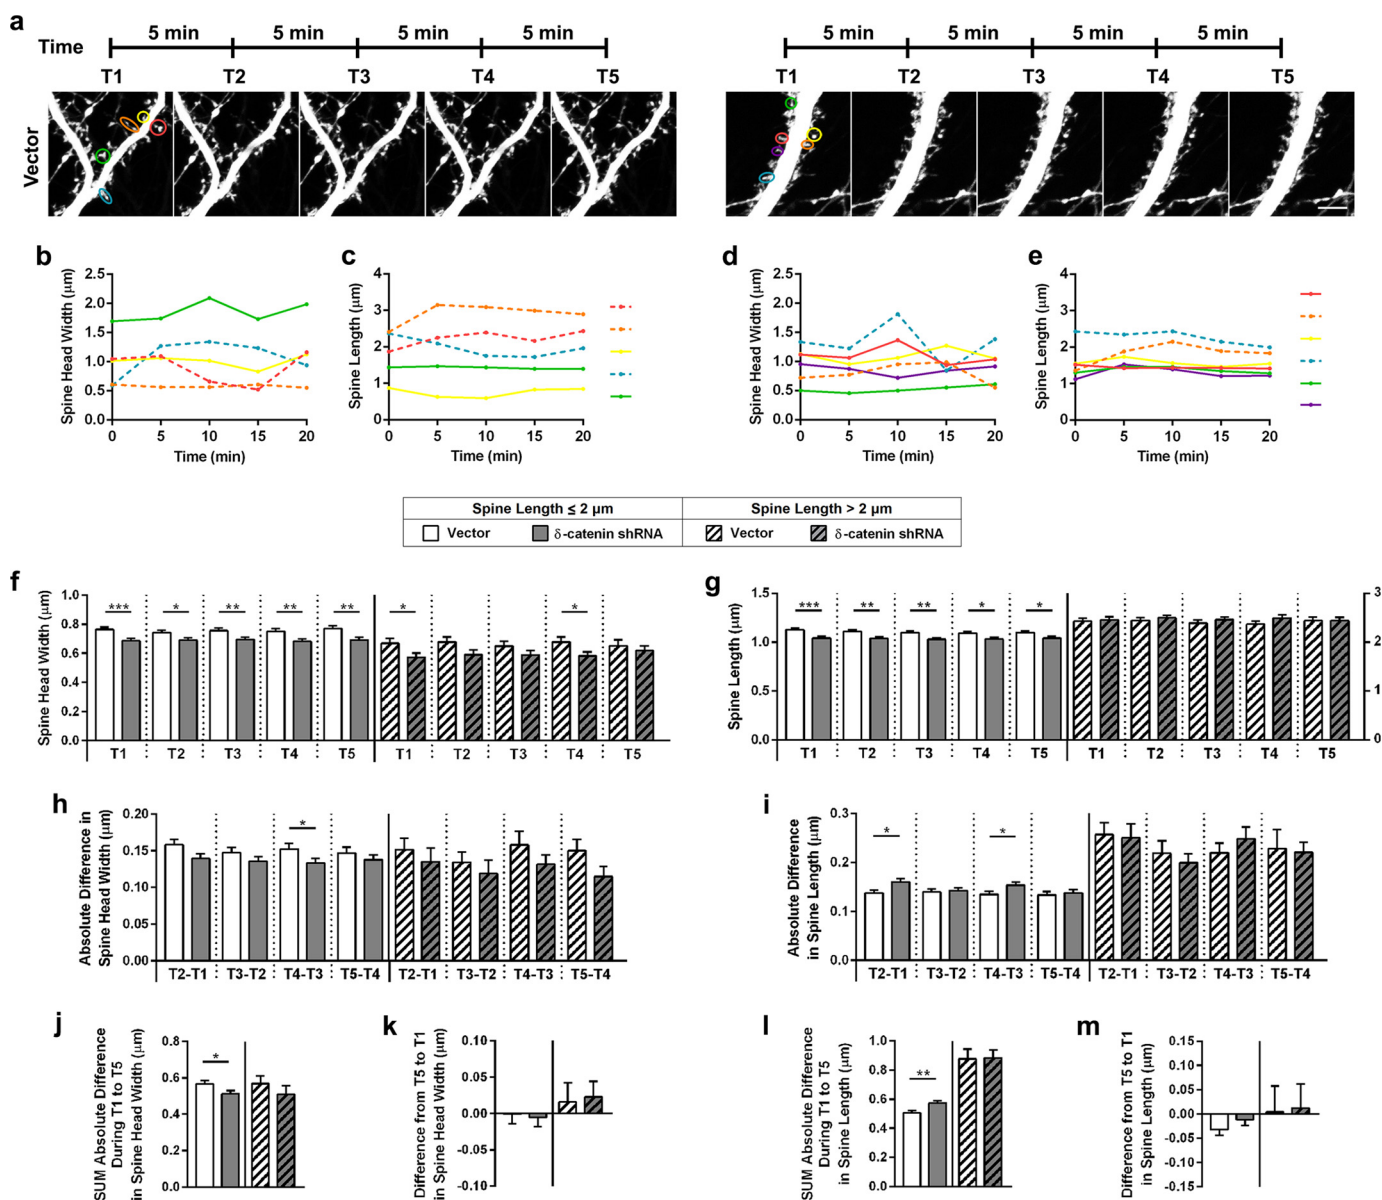 a
Time
5 min 5 min 5 min 5 min
T1 T2 T3 T4 T5
5 min 5 min 5 min 5 min
T1 T2 T3 T4 T5
Vector
b
Spine Head Width (μm)
2.5
2.0
1.5
1.0
0.5
0.0
0 5 10 15 20
Time (min)
c
Spine Length (μm)
4
3
2
1
0
0 5 10 15 20
Time (min)
d
Spine Head Width (μm)
2.5
2.0
1.5
1.0
0.5
0.0
0 5 10 15 20
Time (min)
e
Spine Length (μm)
4
3
2
1
0
0 5 10 15 20
Time (min)
Spine Length ≤ 2 μm Spine Length > 2 μm
Vector δ-catenin shRNA Vector δ-catenin shRNA
f
Spine Head Width (μm)
1.0
0.8
0.6
0.4
0.2
0.0
*** * ** ** ** * *
T1 T2 T3 T4 T5 T1 T2 T3 T4 T5
g
Spine Length (μm)
1.5
1.0
0.5
0.0
*** ** ** * *
3
2
1
0
T1 T2 T3 T4 T5 T1 T2 T3 T4 T5
h
Absolute Difference in
Spine Head Width (μm)
0.20
0.15
0.10
0.05
0.00
*
T2-T1 T3-T2 T4-T3 T5-T4 T2-T1 T3-T2 T4-T3 T5-T4
i
Absolute Difference
in Spine Length (μm)
0.3
0.2
0.1
0.0
* *
T2-T1 T3-T2 T4-T3 T5-T4 T2-T1 T3-T2 T4-T3 T5-T4
j
SUM Absolute Difference
During T1 to T5
in Spine Head Width (μm)
0.8
0.6
0.4
0.2
0.0
*
k
Difference from T5 to T1
in Spine Head Width (μm)
0.10
0.05
0.00
-0.05
-0.10
l
SUM Absolute Difference
During T1 to T5
in Spine Length (μm)
1.0
0.8
0.6
0.4
0.2
0.0
**
m
Difference from T5 to T1
in Spine Length (μm)
0.15
0.10
0.05
0.00
-0.05
-0.10
-0.15